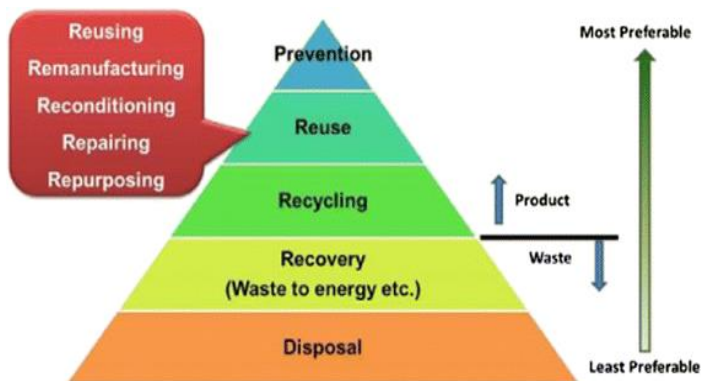 Reusing
Remanufacturing
Reconditioning
Repairing
Repurposing
Prevention
Reuse
Recycling
Recovery
(Waste to energy etc.)
Disposal
Most Preferable
Product
Waste
Least Preferable